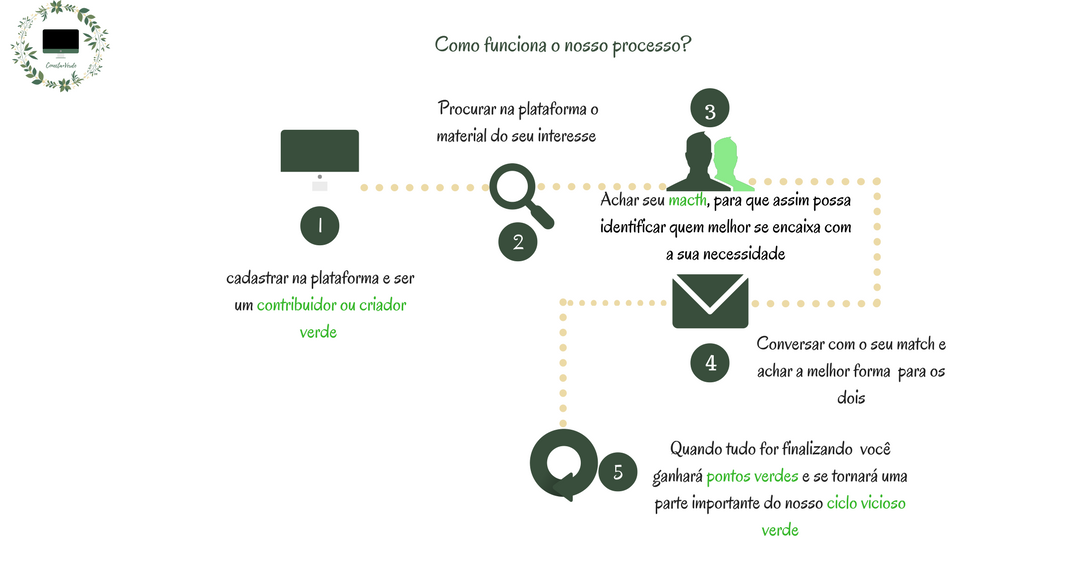 Como funciona o nosso processo?
1
cadastrar na plataforma e ser
um contribuidor ou criador
verde
Procurar na plataforma o
material do seu interesse
2
3
Achar seu macth, para que assim possa
identificar quem melhor se encaixa com
a sua necessidade
4
Conversar com o seu match e
achar a melhor forma para os
dois
5
Quando tudo for finalizando você
ganhará pontos verdes e se tornará uma
parte importante do nosso ciclo vicioso
verde